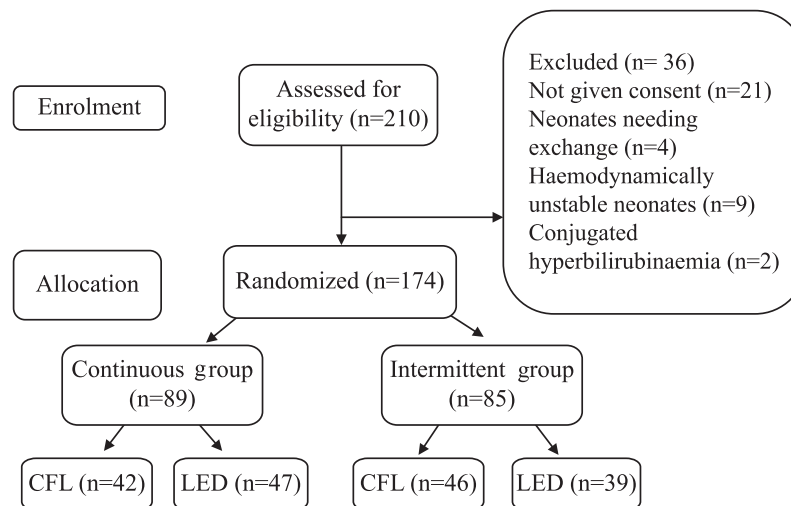 Enrolment
Assessed for
eligibility (n=210)
Excluded (n= 36)
Not given consent (n=21)
Neonates needing
exchange (n=4)
Haemodynamically
unstable neonates (n=9)
Conjugated
hyperbilirubinaemia (n=2)
Allocation
Randomized (n=174)
Continuous group
(n=89)
Intermittent group
(n=85)
CFL (n=42)
LED (n=47)
CFL (n=46)
LED (n=39)